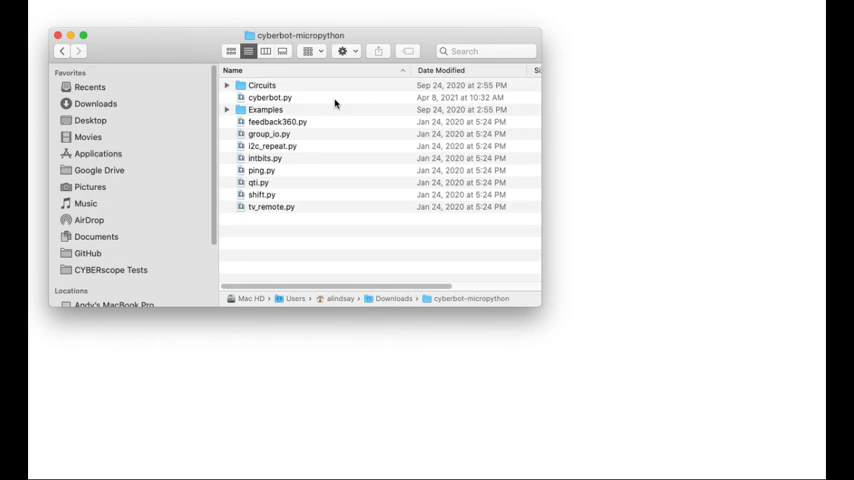 cyberbot-micropython
Search
Favorites
Recents
Downloads
Desktop
Movies
Applications
Google Drive
Pictures
Music
AirDrop
Documents
GitHub
CYBERscope Tests
Locations
Andy's MacBook Pro
Name Date Modified Si
Circuits Sep 24, 2020 at 2:55 PM
cyberbot.py Apr 8, 2021 at 10:32 AM
Examples Sep 24, 2020 at 2:55 PM
feedback360.py Jan 24, 2020 at 5:24 PM
group_io.py Jan 24, 2020 at 5:24 PM
i2c_repeat.py Jan 24, 2020 at 5:24 PM
intbits.py Jan 24, 2020 at 5:24 PM
ping.py Jan 24, 2020 at 5:24 PM
qti.py Jan 24, 2020 at 5:24 PM
shift.py Jan 24, 2020 at 5:24 PM
tv_remote.py Jan 24, 2020 at 5:24 PM
Mac HD › Users › alindsay › Downloads › cyberbot-micropython